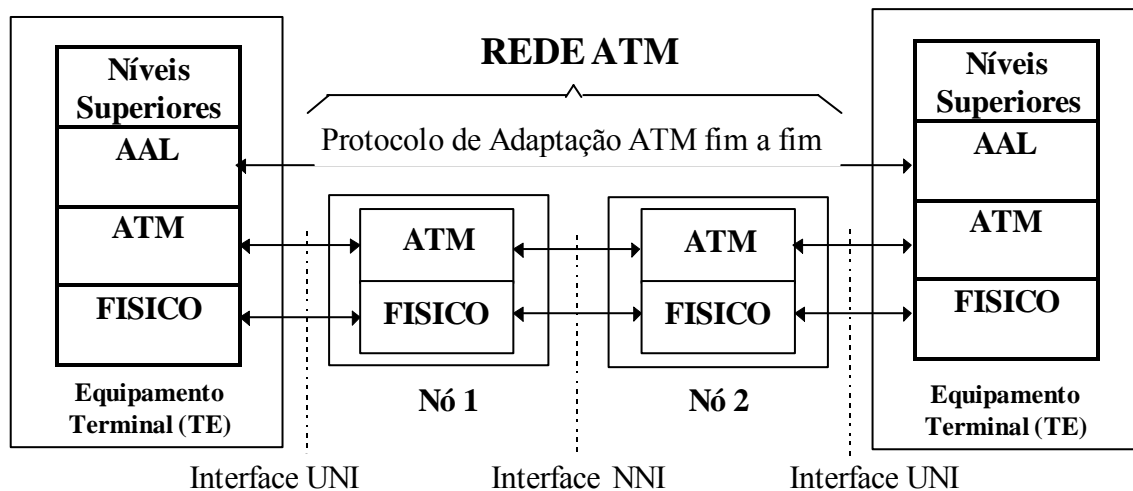 Níveis
Superiores
AAL
ATM
FISICO
Equipamento
Terminal (TE)
REDE ATM
Protocolo de Adaptação ATM fim a fim
ATM
FISICO
Nó 1
ATM
FISICO
Nó 2
Níveis
Superiores
AAL
ATM
FISICO
Equipamento
Terminal (TE)
Interface UNI
Interface NNI
Interface UNI